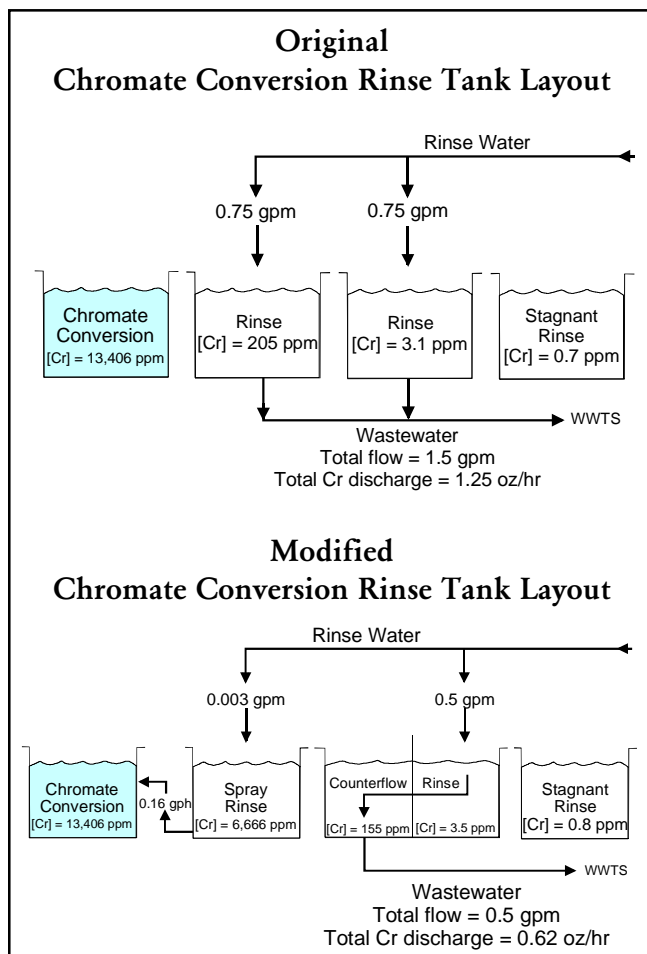 Original
Chromate Conversion Rinse Tank Layout
Rinse Water
0.75 gpm
0.75 gpm
Chromate
Conversion
[Cr] = 13,406 ppm
Rinse
[Cr] = 205 ppm
Rinse
[Cr] = 3.1 ppm
Stagnant
Rinse
[Cr] = 0.7 ppm
WWTS
Wastewater
Total flow = 1.5 gpm
Total Cr discharge = 1.25 oz/hr
Modified
Chromate Conversion Rinse Tank Layout
Rinse Water
0.003 gpm
0.5 gpm
Chromate
Conversion
[Cr] = 13,406 ppm
0.16 gph
Spray
Rinse
[Cr] = 6,666 ppm
Counterflow
Rinse
[Cr] = 155 ppm
[Cr] = 3.5 ppm
Stagnant
Rinse
[Cr] = 0.8 ppm
WWTS
Wastewater
Total flow = 0.5 gpm
Total Cr discharge = 0.62 oz/hr